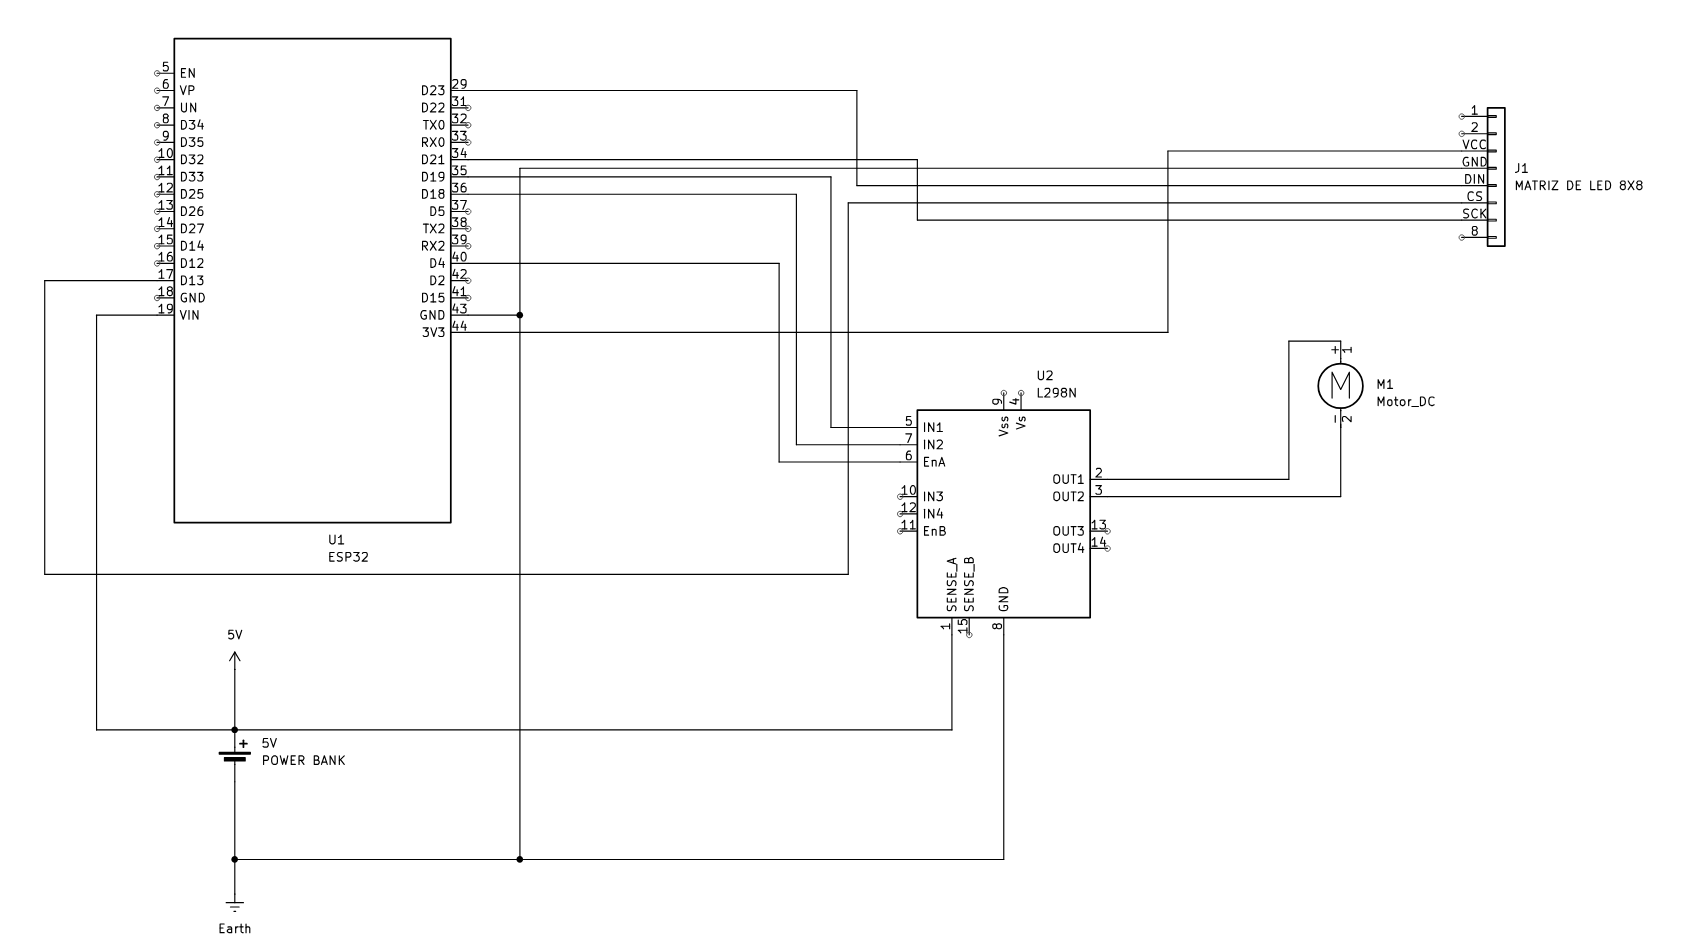 5 EN
6 VP
7 UN
8 D34
9 D35
10 D32
11 D33
12 D25
13 D26
14 D27
15 D14
16 D12
17 D13
18 GND
19 VIN
D23 29
D22 31
TX0 32
RX0 33
D21 34
D19 35
D18 36
D5 37
TX2 38
RX2 39
D4 40
D2 42
D15 41
GND 43
3V3 44
U1
ESP32
1
2
VCC
GND
DIN
CS
SCK
8
J1
MATRIZ DE LED 8X8
U2
L298N
9 Vss
4 Vs
5 IN1
7 IN2
6 EnA
10 IN3
12 IN4
11 EnB
OUT1 2
OUT2 3
OUT3 13
OUT4 14
1 SENSE_A
15 SENSE_B
8 GND
+ 1
M
M1
Motor_DC
− 2
5V
+
5V
POWER BANK
Earth